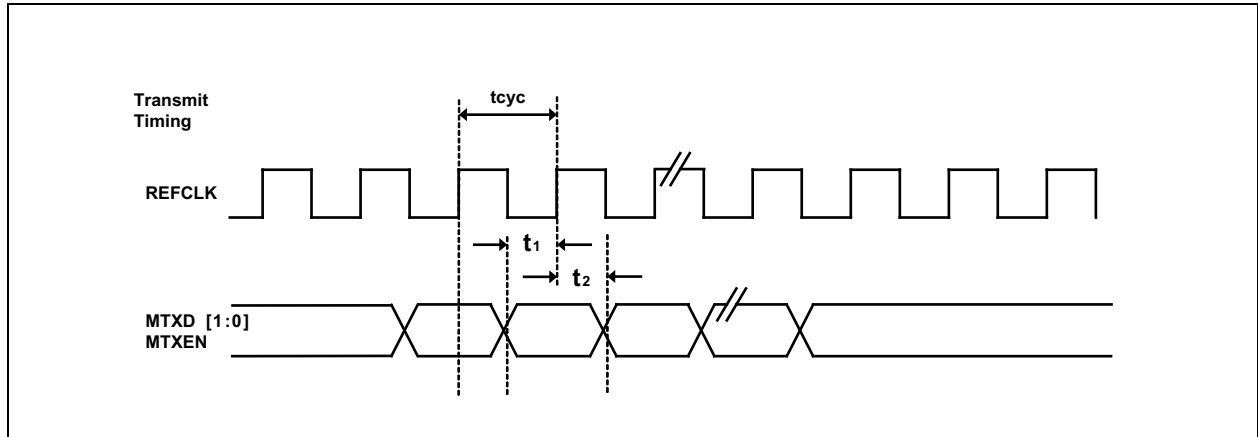 Transmit
Timing
tcyc
REFCLK
t1
t2
MTXD [1:0]
MTXEN